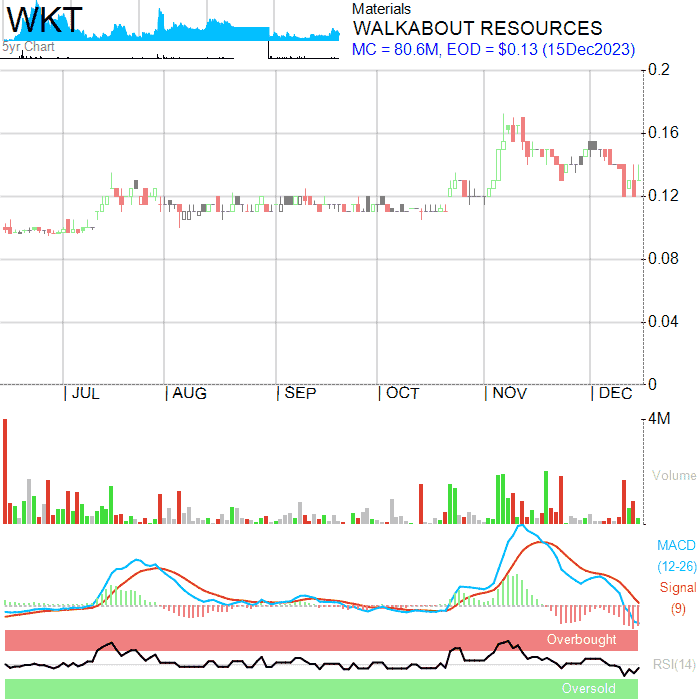 WKT
5yr Chart
Materials
WALKABOUT RESOURCES
MC = 80.6M, EOD = $0.13 (15Dec2023)
0.2
0.16
0.12
0.08
0.04
0
| JUL | AUG | SEP | OCT | NOV | DEC
4M
Volume
MACD
(12-26)
Signal
(9)
Overbought
RSI(14)
Oversold